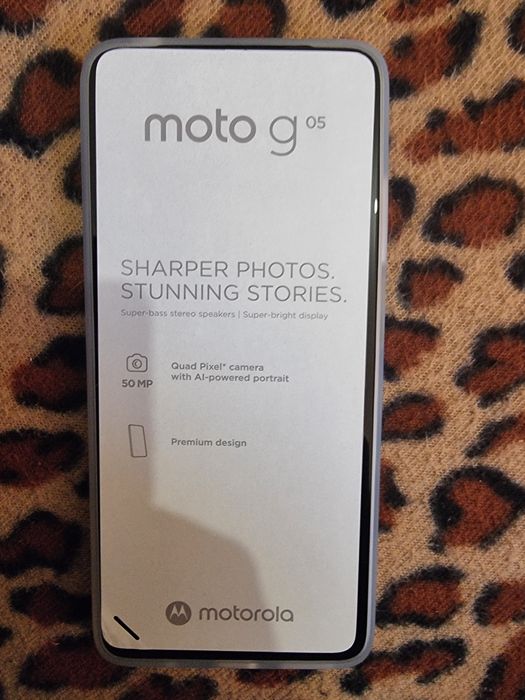 moto g 05
SHARPER PHOTOS.
STUNNING STORIES.
Super-bass stereo speakers | Super-bright display
Quad Pixel* camera
50 MP with AI-powered portrait
Premium design
motorola